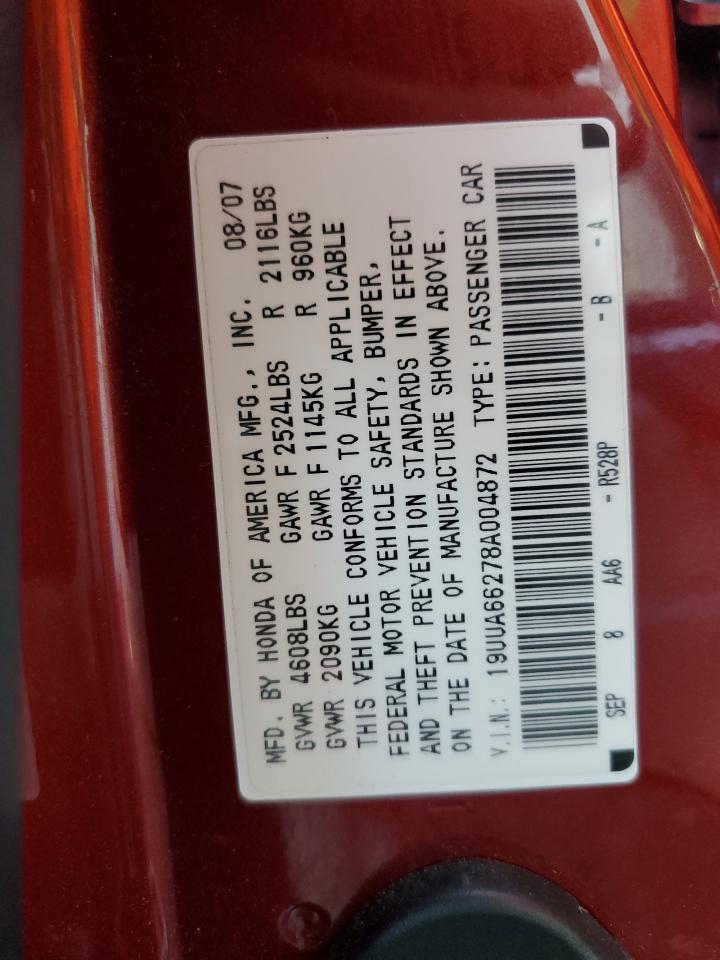 MFD. BY HONDA OF AMERICA MFG., INC. 08/07
GVWR 4608LBS GAWR F 2524LBS R 2116LBS
GVWR 2090KG GAWR F 1145KG R 960KG
THIS VEHICLE CONFORMS TO ALL APPLICABLE
FEDERAL MOTOR VEHICLE SAFETY, BUMPER,
AND THEFT PREVENTION STANDARDS IN EFFECT
ON THE DATE OF MANUFACTURE SHOWN ABOVE.
V.I.N.: 19UUA66278A004872 TYPE: PASSENGER CAR
SEP 8 AA6 - R528P - B - A